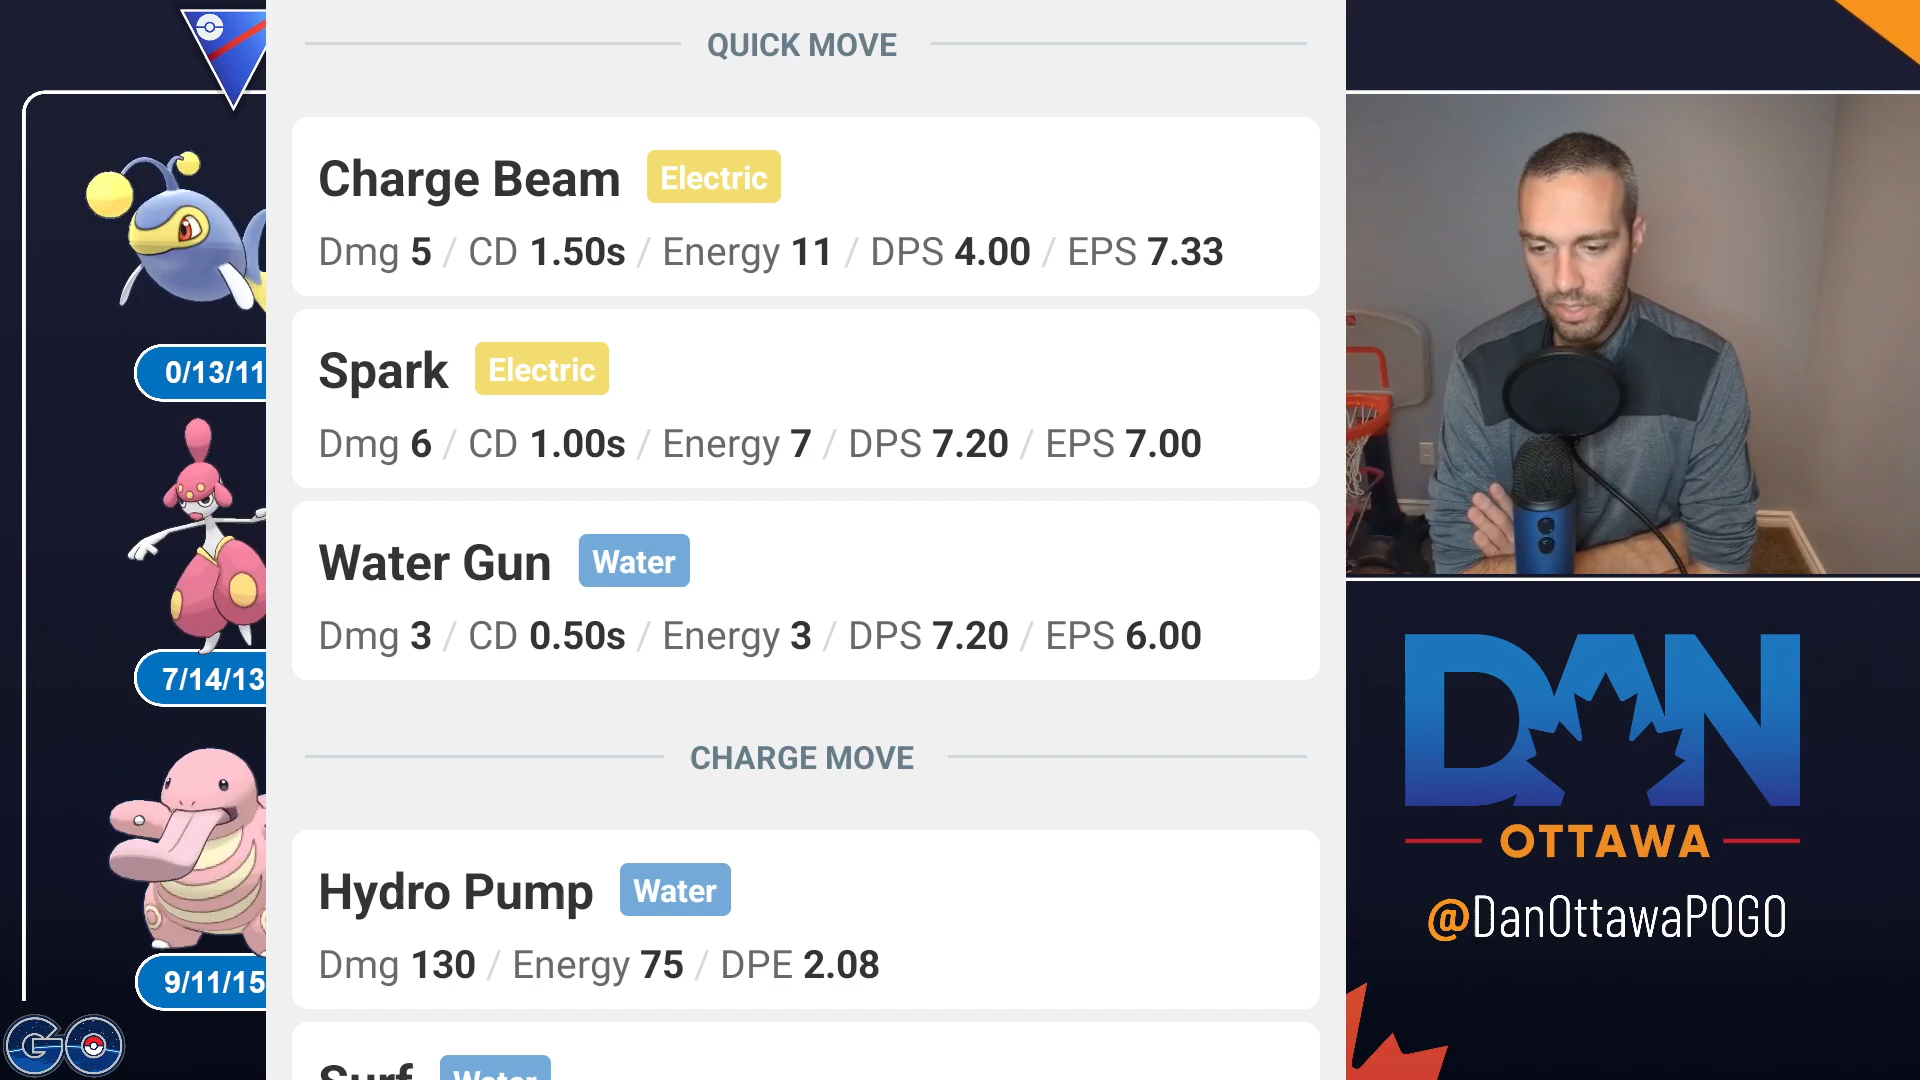 QUICK MOVE
Charge Beam Electric
Dmg 5 / CD 1.50s / Energy 11 / DPS 4.00 / EPS 7.33
Spark Electric
Dmg 6 / CD 1.00s / Energy 7 / DPS 7.20 / EPS 7.00
Water Gun Water
Dmg 3 / CD 0.50s / Energy 3 / DPS 7.20 / EPS 6.00
CHARGE MOVE
Hydro Pump Water
Dmg 130 / Energy 75 / DPE 2.08
Surf Water
0/13/11
7/14/13
9/11/15
GO
DAN
OTTAWA
@DanOttawaPOGO